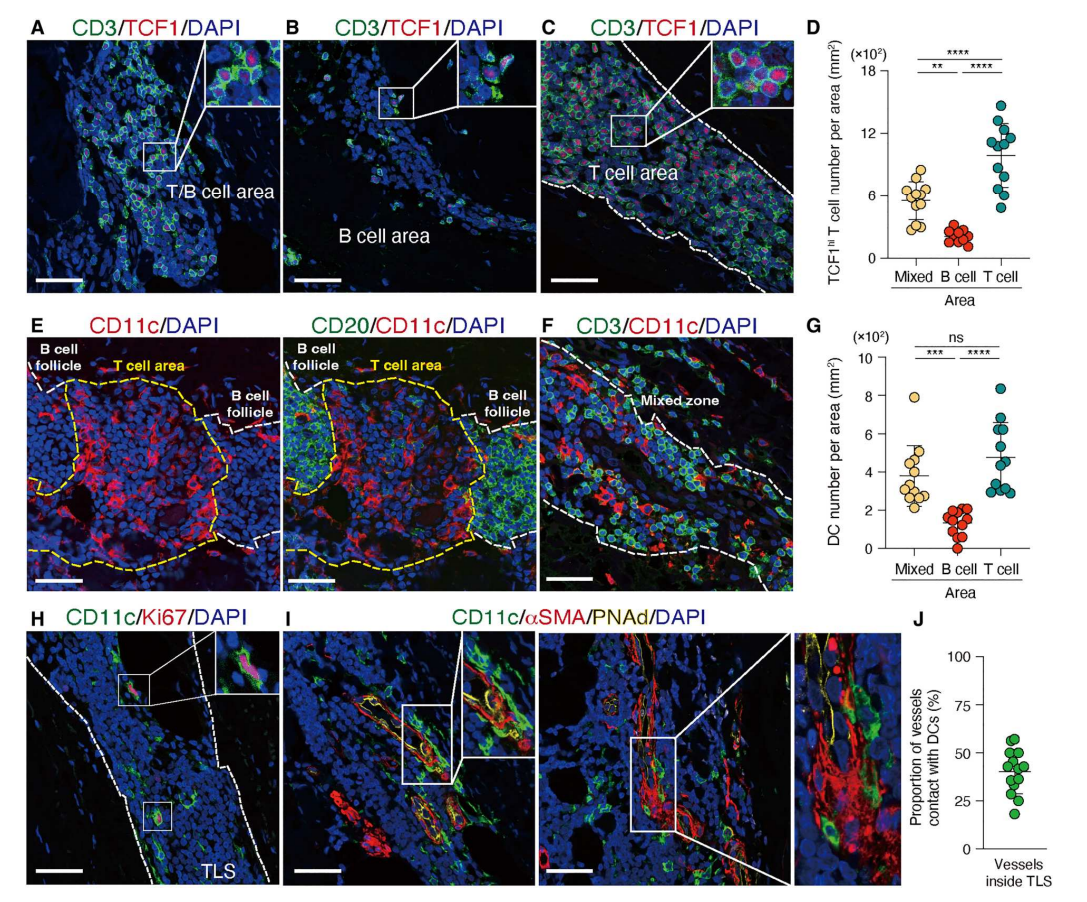 A CD3/TCF1/DAPI
T/B cell area
B CD3/TCF1/DAPI
B cell area
C CD3/TCF1/DAPI
T cell area
D
(×10²)
TCF1ʰⁱ T cell number per area (mm²)
18
12
6
0
****
** ****
Mixed B cell T cell
Area
E CD11c/DAPI
B cell
follicle
T cell area
B cell
follicle
CD20/CD11c/DAPI
B cell
follicle
T cell area
B cell
follicle
F CD3/CD11c/DAPI
Mixed zone
G
(×10²)
DC number per area (mm²)
10
8
6
4
2
0
ns
*** ****
Mixed B cell T cell
Area
H CD11c/Ki67/DAPI
TLS
I CD11c/αSMA/PNAd/DAPI
J
Proportion of vessels
contact with DCs (%)
100
75
50
25
0
Vessels
inside TLS